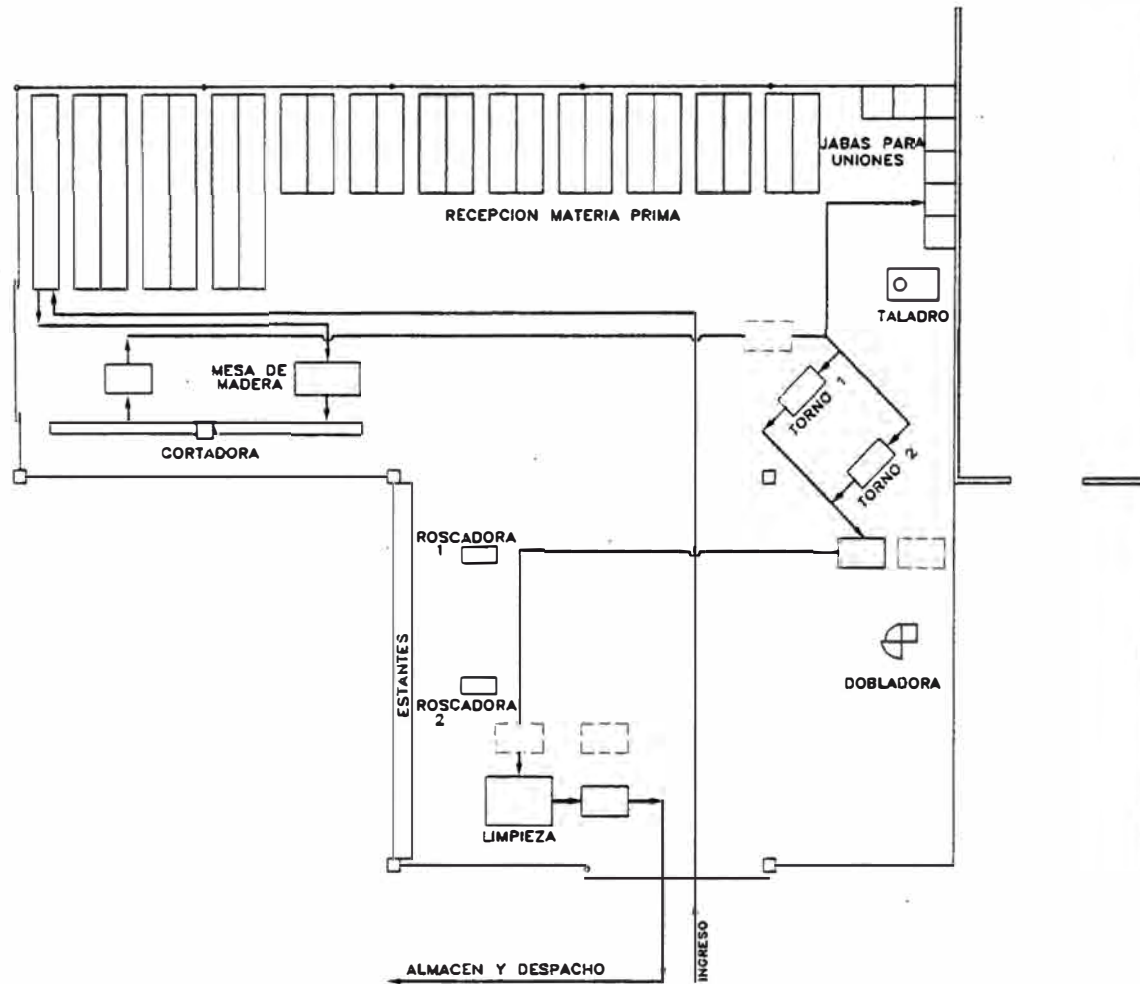 JABAS PARA
UNIONES
RECEPCION MATERIA PRIMA
TALADRO
MESA DE
MADERA
TORNO 1
CORTADORA
TORNO 2
ROSCADORA
1
ESTANTES
DOBLADORA
ROSCADORA
2
LIMPIEZA
INGRESO
ALMACEN Y DESPACHO